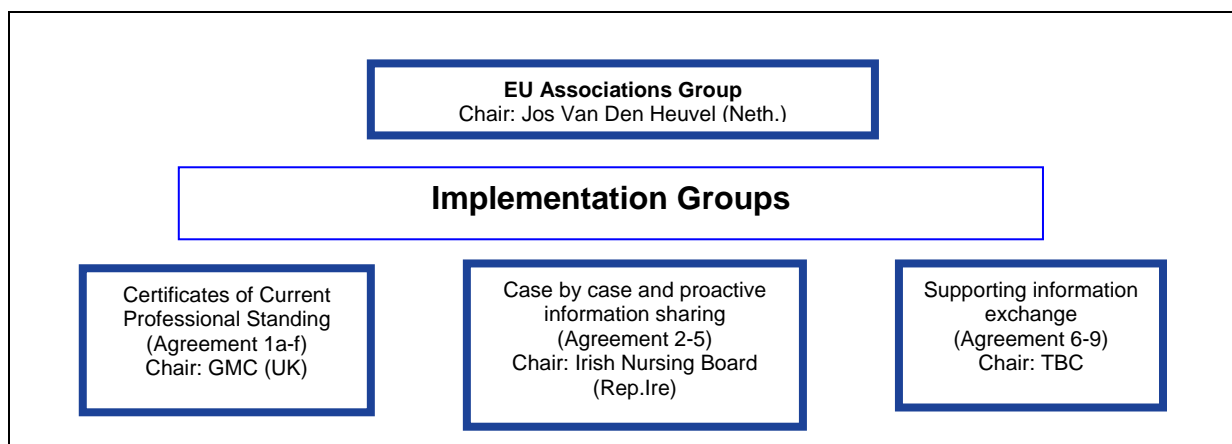 EU Associations Group
Chair: Jos Van Den Heuvel (Neth.)
Implementation Groups
Certificates of Current
Professional Standing
(Agreement 1a-f)
Chair: GMC (UK)
Case by case and proactive
information sharing
(Agreement 2-5)
Chair: Irish Nursing Board
(Rep.Ire)
Supporting information
exchange
(Agreement 6-9)
Chair: TBC